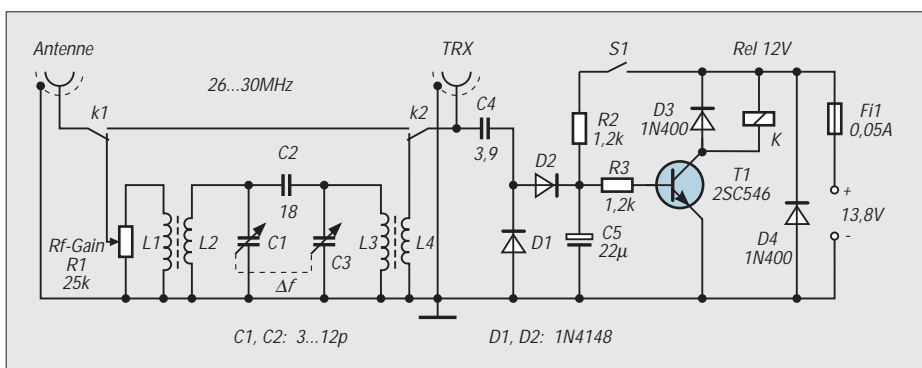 Antenne
TRX
S1
Rel 12V
26...30MHz
k1
k2
C4
3,9
R2
1,2k
D3
1N400
K
Fi1
0,05A
C2
18
D2
R3
1,2k
T1
2SC546
+
13,8V
-
Rf-Gain
R1
25k
L1
L2
C1
C3
L3
L4
D1
C5
22µ
D4
1N400
Δf
C1, C2: 3...12p
D1, D2: 1N4148